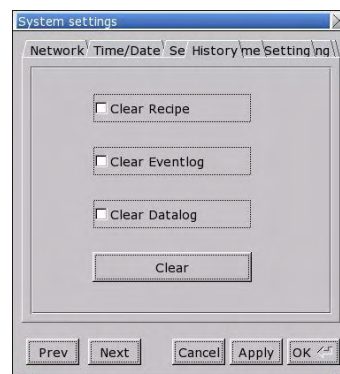 System settings
Network Time/Date Se History me Setting ng
Clear Recipe
Clear Eventlog
Clear Datalog
Clear
Prev Next Cancel Apply OK